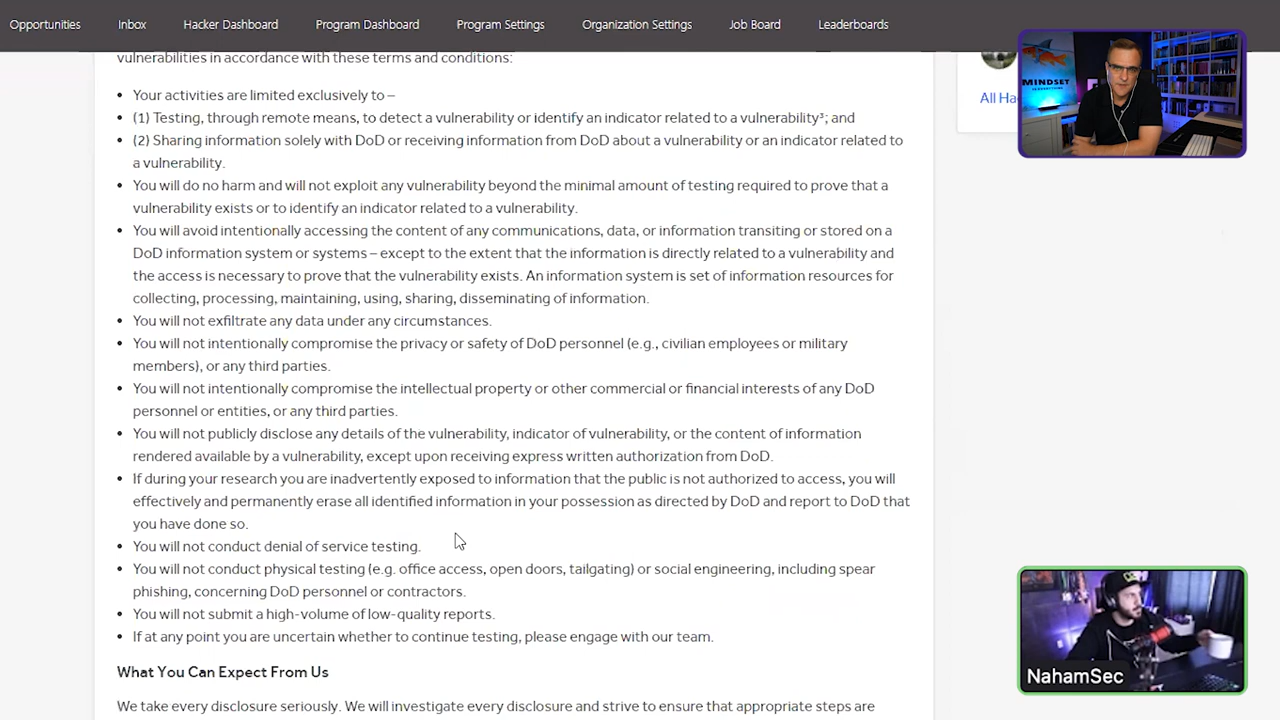 Opportunities Inbox Hacker Dashboard Program Dashboard Program Settings Organization Settings Job Board Leaderboards
vulnerabilities in accordance with these terms and conditions:
• Your activities are limited exclusively to –
• (1) Testing, through remote means, to detect a vulnerability or identify an indicator related to a vulnerability³; and
• (2) Sharing information solely with DoD or receiving information from DoD about a vulnerability or an indicator related to
a vulnerability.
• You will do no harm and will not exploit any vulnerability beyond the minimal amount of testing required to prove that a
vulnerability exists or to identify an indicator related to a vulnerability.
• You will avoid intentionally accessing the content of any communications, data, or information transiting or stored on a
DoD information system or systems – except to the extent that the information is directly related to a vulnerability and
the access is necessary to prove that the vulnerability exists. An information system is set of information resources for
collecting, processing, maintaining, using, sharing, disseminating of information.
• You will not exfiltrate any data under any circumstances.
• You will not intentionally compromise the privacy or safety of DoD personnel (e.g., civilian employees or military
members), or any third parties.
• You will not intentionally compromise the intellectual property or other commercial or financial interests of any DoD
personnel or entities, or any third parties.
• You will not publicly disclose any details of the vulnerability, indicator of vulnerability, or the content of information
rendered available by a vulnerability, except upon receiving express written authorization from DoD.
• If during your research you are inadvertently exposed to information that the public is not authorized to access, you will
effectively and permanently erase all identified information in your possession as directed by DoD and report to DoD that
you have done so.
• You will not conduct denial of service testing.
• You will not conduct physical testing (e.g. office access, open doors, tailgating) or social engineering, including spear
phishing, concerning DoD personnel or contractors.
• You will not submit a high-volume of low-quality reports.
• If at any point you are uncertain whether to continue testing, please engage with our team.
What You Can Expect From Us
We take every disclosure seriously. We will investigate every disclosure and strive to ensure that appropriate steps are
All Ha
MINDSET
NahamSec